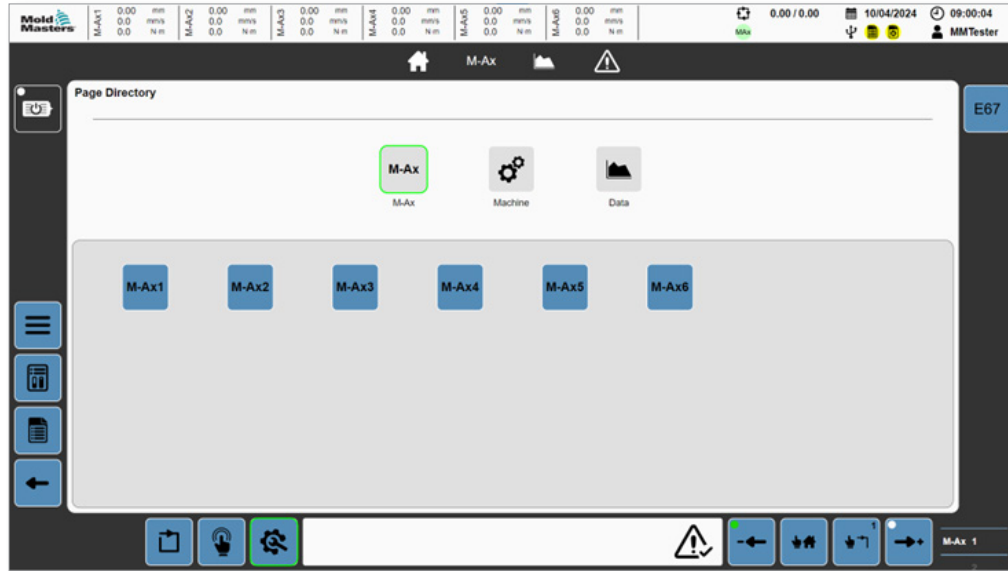 Mold Masters
M-Ax1 0.00 mm 0.0 mm/s 0.0 N·m
M-Ax2 0.00 mm 0.0 mm/s 0.0 N·m
M-Ax3 0.00 mm 0.0 mm/s 0.0 N·m
M-Ax4 0.00 mm 0.0 mm/s 0.0 N·m
M-Ax5 0.00 mm 0.0 mm/s 0.0 N·m
M-Ax6 0.00 mm 0.0 mm/s 0.0 N·m
MAx
0.00 / 0.00
10/04/2024
09:00:04
MMTester
M-Ax
Page Directory
E67
M-Ax
M-Ax
Machine
Data
M-Ax1
M-Ax2
M-Ax3
M-Ax4
M-Ax5
M-Ax6
-
1
+
M-Ax 1
2